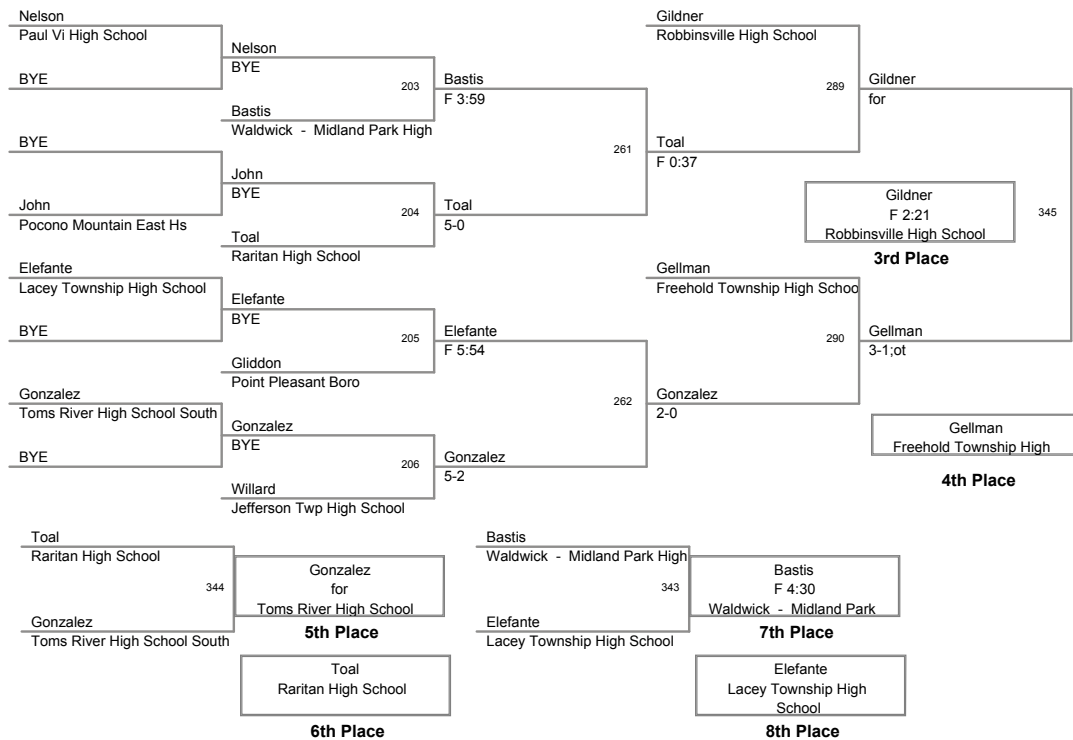 Nelson
Paul Vi High School
BYE
BYE
John
Pocono Mountain East Hs
Elefante
Lacey Township High School
BYE
Gonzalez
Toms River High School South
BYE
Nelson
BYE
203
Bastis
Waldwick - Midland Park High
John
BYE
204
Toal
Raritan High School
Elefante
BYE
205
Gliddon
Point Pleasant Boro
Gonzalez
BYE
206
Willard
Jefferson Twp High School
Bastis
F 3:59
261
Toal
5-0
Elefante
F 5:54
262
Gonzalez
5-2
Gildner
Robbinsville High School
289
Toal
F 0:37
Gellman
Freehold Township High Schoo
290
Gonzalez
2-0
Gildner
for
345
Gellman
3-1;ot
Gildner
F 2:21
Robbinsville High School
3rd Place
Gellman
Freehold Township High
4th Place
Toal
Raritan High School
344
Gonzalez
Toms River High School South
Gonzalez
for
Toms River High School
5th Place
Toal
Raritan High School
6th Place
Bastis
Waldwick - Midland Park High
343
Elefante
Lacey Township High School
Bastis
F 4:30
Waldwick - Midland Park
7th Place
Elefante
Lacey Township High
School
8th Place